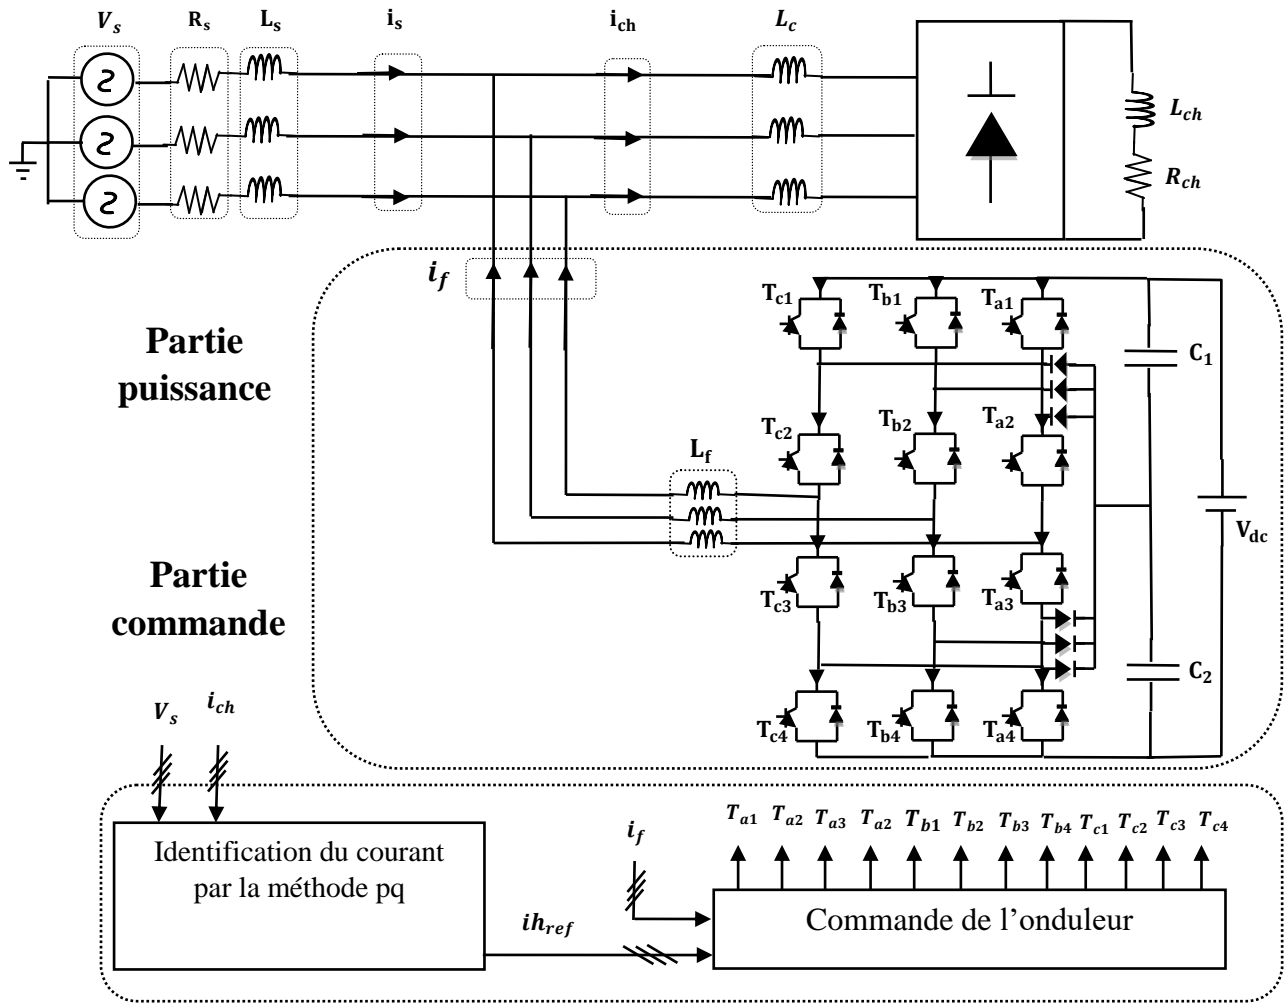 V_s R_s L_s i_s i_ch L_c
L_ch
R_ch
i_f
T_c1 T_b1 T_a1
Partie
puissance
C_1
T_c2 T_b2 T_a2
L_f
V_dc
Partie
commande
T_c3 T_b3 T_a3
C_2
T_c4 T_b4 T_a4
V_s i_ch
Identification du courant
par la méthode pq
i_f
T_a1 T_a2 T_a3 T_a2 T_b1 T_b2 T_b3 T_b4 T_c1 T_c2 T_c3 T_c4
Commande de l'onduleur
ih_ref